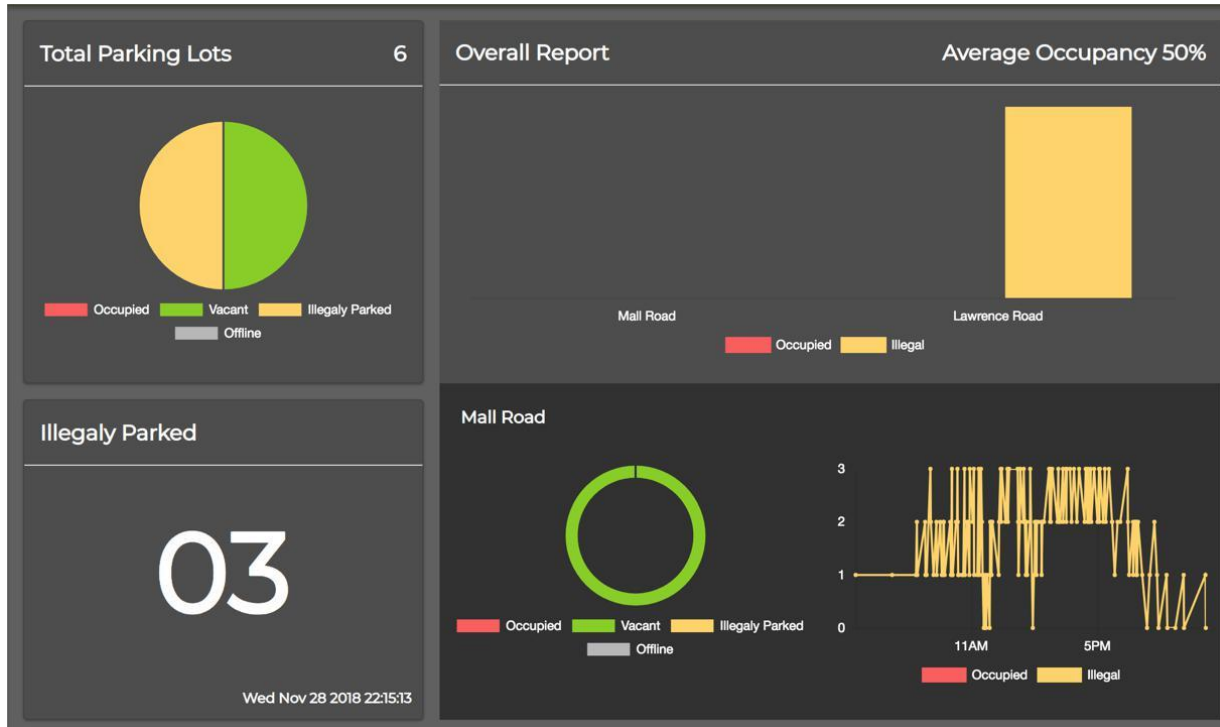 Total Parking Lots 6
Occupied Vacant Illegaly Parked
Offline
Overall Report Average Occupancy 50%
Mall Road Lawrence Road
Occupied Illegal
Illegaly Parked
03
Wed Nov 28 2018 22:15:13
Mall Road
Occupied Vacant Illegaly Parked
Offline
3
2
1
0
11AM 5PM
Occupied Illegal